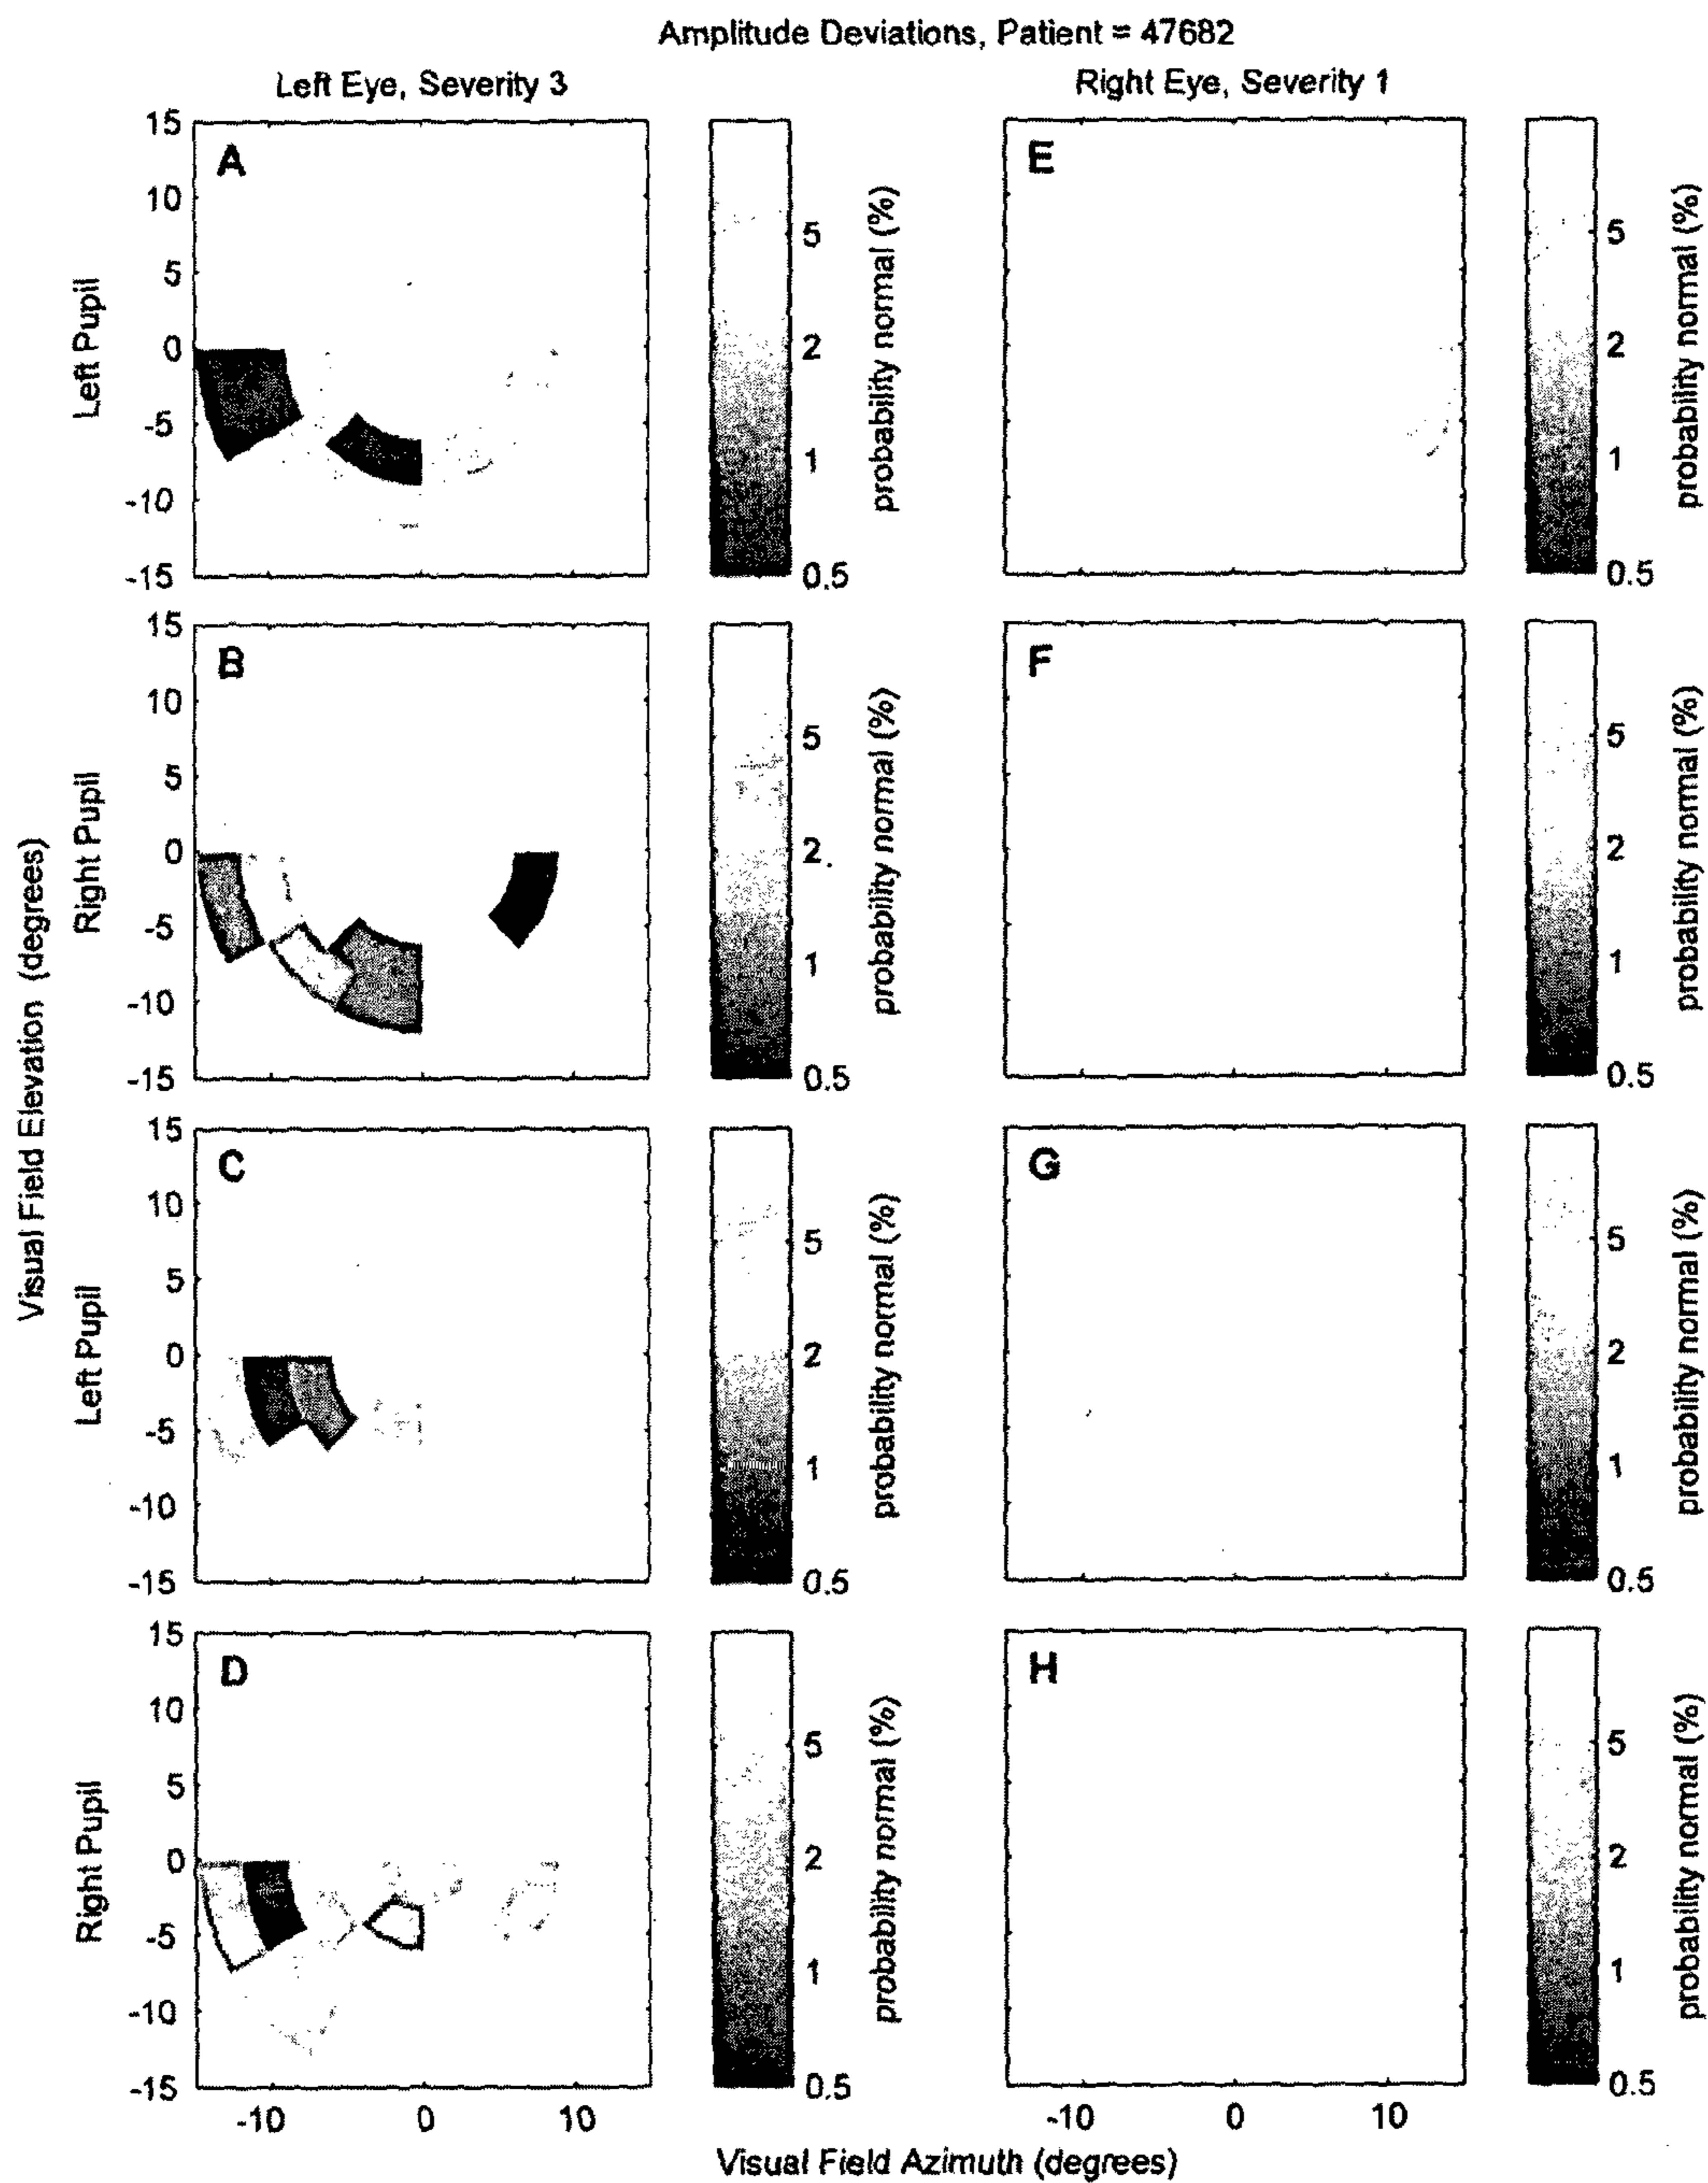 Amplitude Deviations, Patient = 47682
Left Eye, Severity 3
Right Eye, Severity 1
Visual Field Elevation (degrees)
Left Pupil
15
10
5
0
-5
-10
-15
A
5
2
1
0.5
probability normal (%)
E
5
2
1
0.5
probability normal (%)
Right Pupil
15
10
5
0
-5
-10
-15
B
5
2.
1
0.5
probability normal (%)
F
5
2
1
0.5
probability normal (%)
Left Pupil
15
10
5
0
-5
-10
-15
C
5
2
1
0.5
probability normal (%)
G
5
2
1
0.5
probability normal (%)
Right Pupil
15
10
5
0
-5
-10
-15
D
5
2
1
0.5
probability normal (%)
H
5
2
1
0.5
probability normal (%)
-10 0 10
-10 0 10
Visual Field Azimuth (degrees)